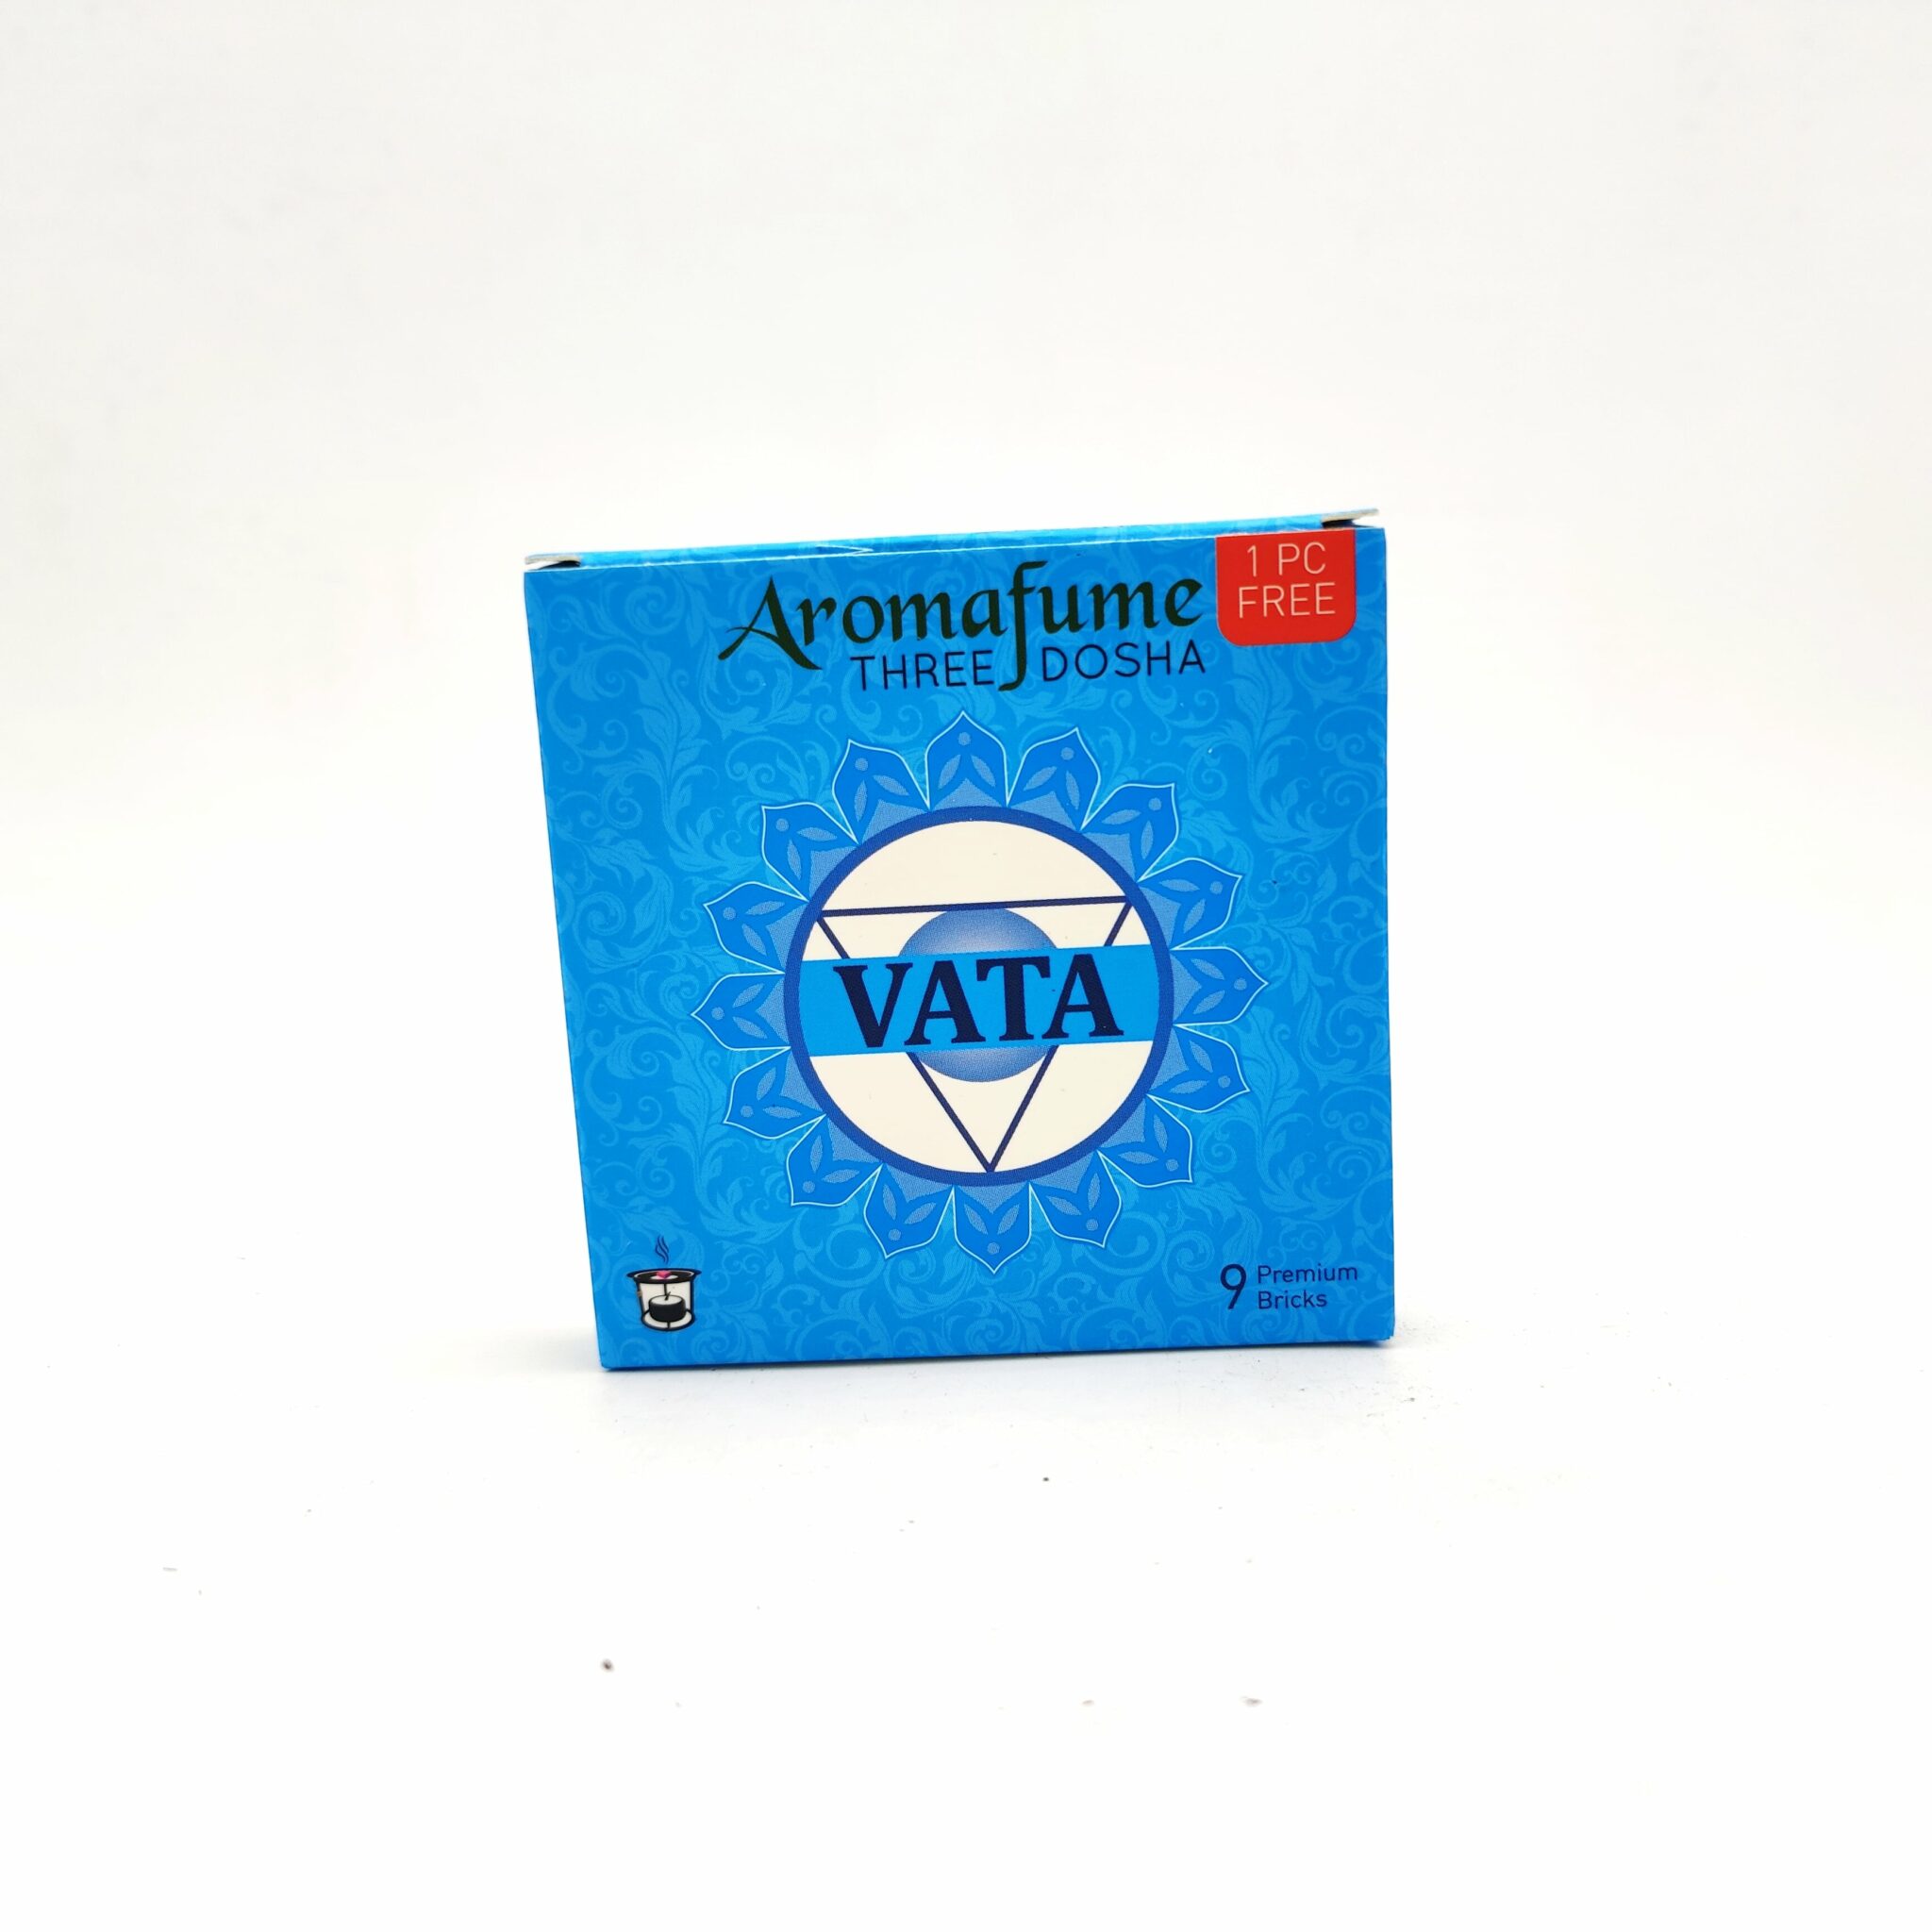 Aromafume
THREE DOSHA
1 PC
FREE
VATA
9 Premium
Bricks